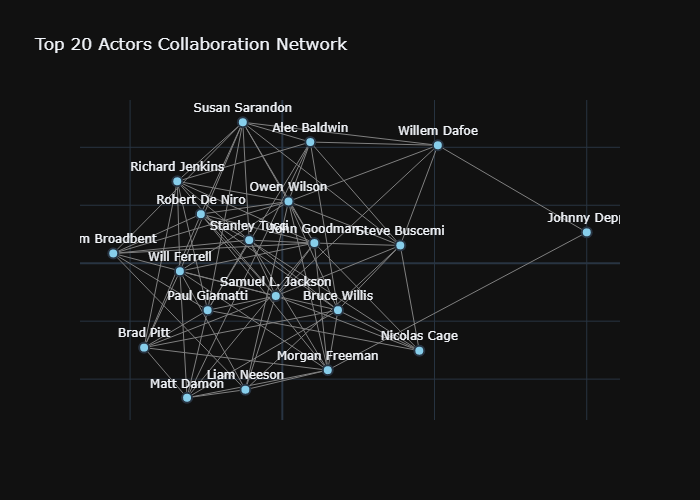 Top 20 Actors Collaboration Network
Susan Sarandon
Alec Baldwin
Willem Dafoe
Richard Jenkins
Owen Wilson
Robert De Niro
Johnny Depp
Stanley Tucci
John Goodman
Steve Buscemi
m Broadbent
Will Ferrell
Samuel L. Jackson
Paul Giamatti
Bruce Willis
Brad Pitt
Nicolas Cage
Morgan Freeman
Liam Neeson
Matt Damon